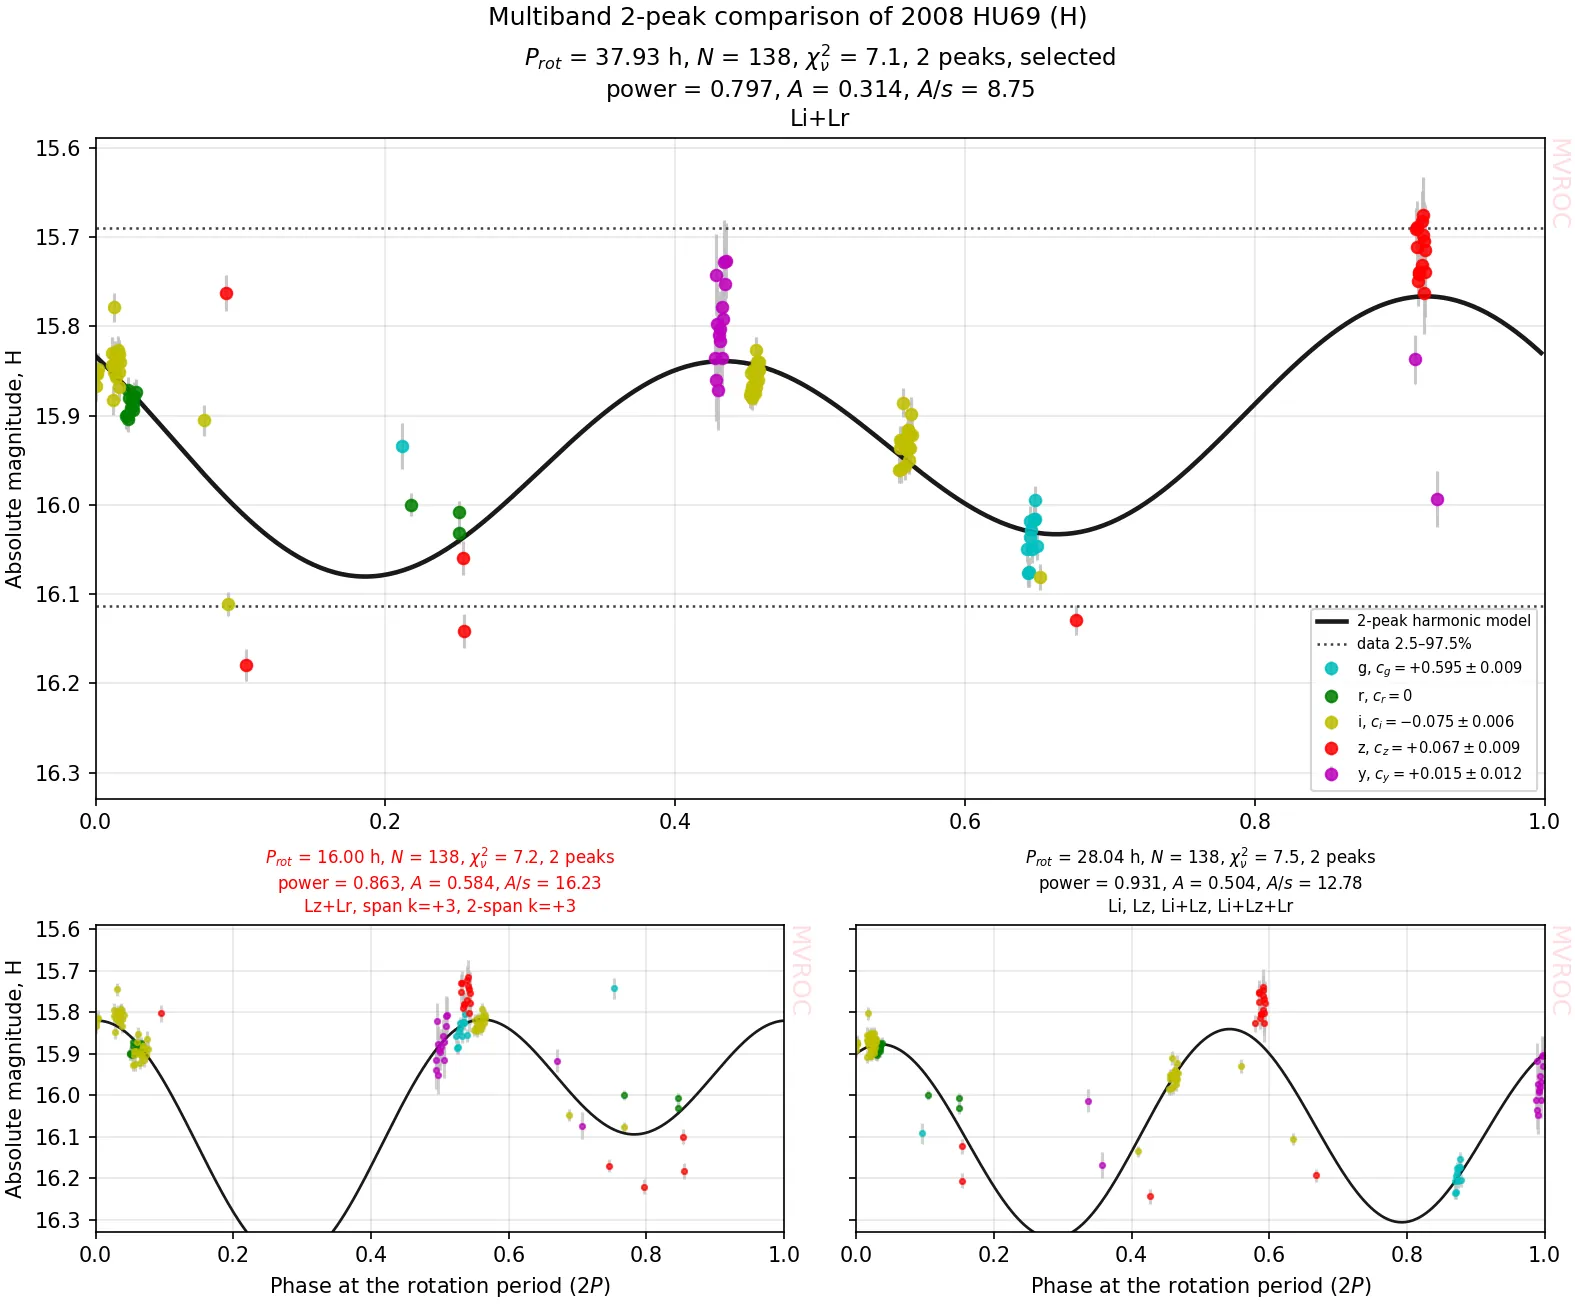 Multiband 2-peak comparison of 2008 HU69 (H)
P_rot = 37.93 h, N = 138, χ²_ν = 7.1, 2 peaks, selected
power = 0.797, A = 0.314, A/s = 8.75
Li+Lr
MVROC
Absolute magnitude, H
15.6
15.7
15.8
15.9
16.0
16.1
16.2
16.3
0.0 0.2 0.4 0.6 0.8 1.0
2-peak harmonic model
data 2.5–97.5%
g, c_g = +0.595 ± 0.009
r, c_r = 0
i, c_i = −0.075 ± 0.006
z, c_z = +0.067 ± 0.009
y, c_y = +0.015 ± 0.012
P_rot = 16.00 h, N = 138, χ²_ν = 7.2, 2 peaks
power = 0.863, A = 0.584, A/s = 16.23
Lz+Lr, span k=+3, 2-span k=+3
MVROC
Absolute magnitude, H
15.6
15.7
15.8
15.9
16.0
16.1
16.2
16.3
0.0 0.2 0.4 0.6 0.8 1.0
Phase at the rotation period (2P)
P_rot = 28.04 h, N = 138, χ²_ν = 7.5, 2 peaks
power = 0.931, A = 0.504, A/s = 12.78
Li, Lz, Li+Lz, Li+Lz+Lr
MVROC
0.0 0.2 0.4 0.6 0.8 1.0
Phase at the rotation period (2P)